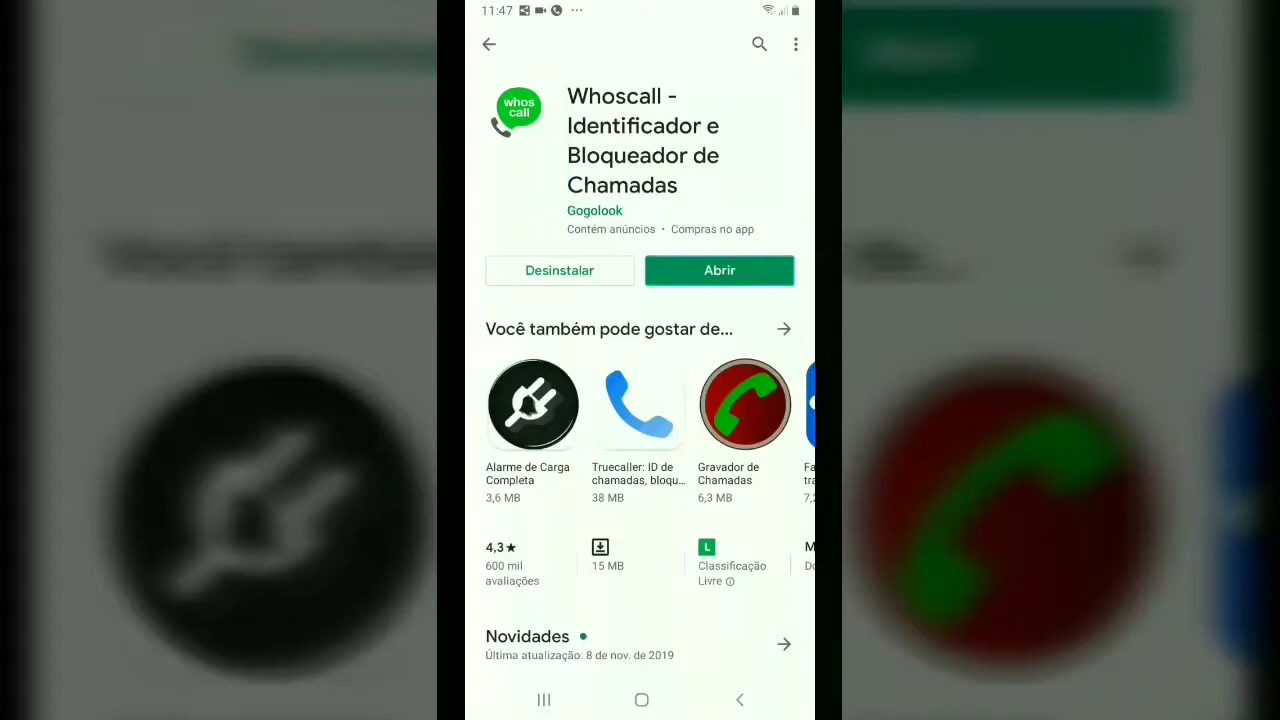 11:47
whos
call
Whoscall -
Identificador e
Bloqueador de
Chamadas
Gogolook
Contém anúncios • Compras no app
Desinstalar
Abrir
Você também pode gostar de...
Alarme de Carga
Completa
3,6 MB
Truecaller: ID de
chamadas, bloqu...
38 MB
Gravador de
Chamadas
6,3 MB
4,3★
600 mil
avaliações
15 MB
L
Classificação
Livre
Novidades
Última atualização: 8 de nov. de 2019